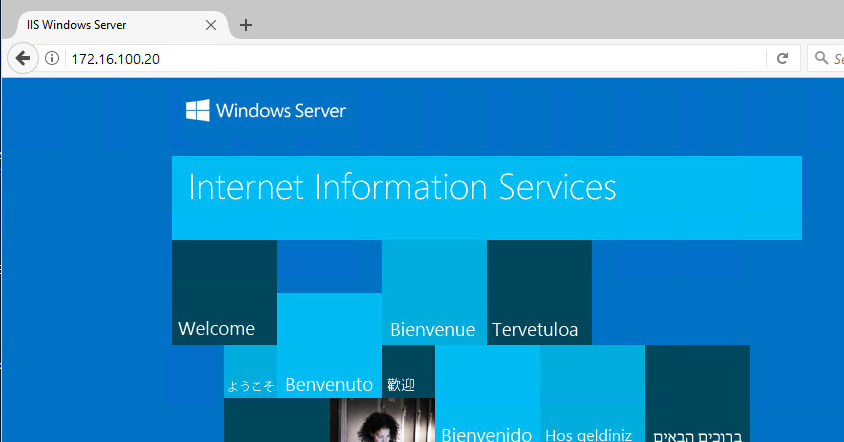 IIS Windows Server
172.16.100.20
Windows Server
Internet Information Services
Welcome
Bienvenue
Tervetuloa
ようこそ
Benvenuto
歡迎
Bienvenido
Hoş geldiniz
ברוכים הבאים